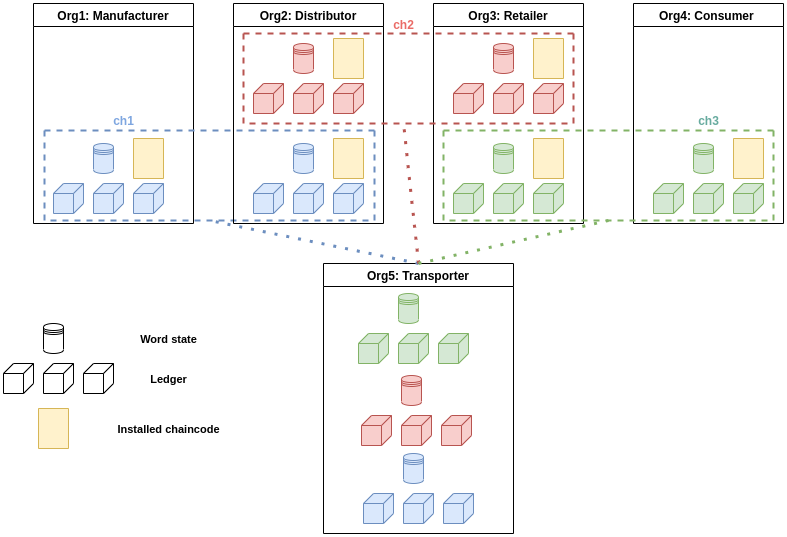 Org1: Manufacturer
Org2: Distributor
Org3: Retailer
Org4: Consumer
ch2
ch1
ch3
Org5: Transporter
Word state
Ledger
Installed chaincode